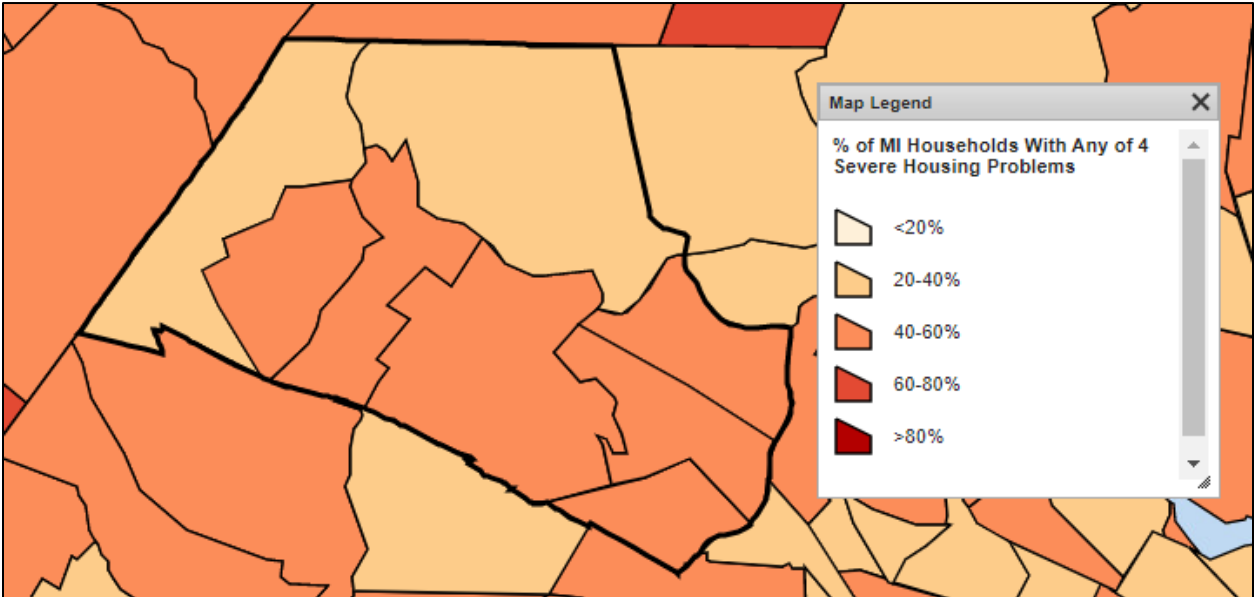 Map Legend
% of MI Households With Any of 4
Severe Housing Problems
<20%
20-40%
40-60%
60-80%
>80%